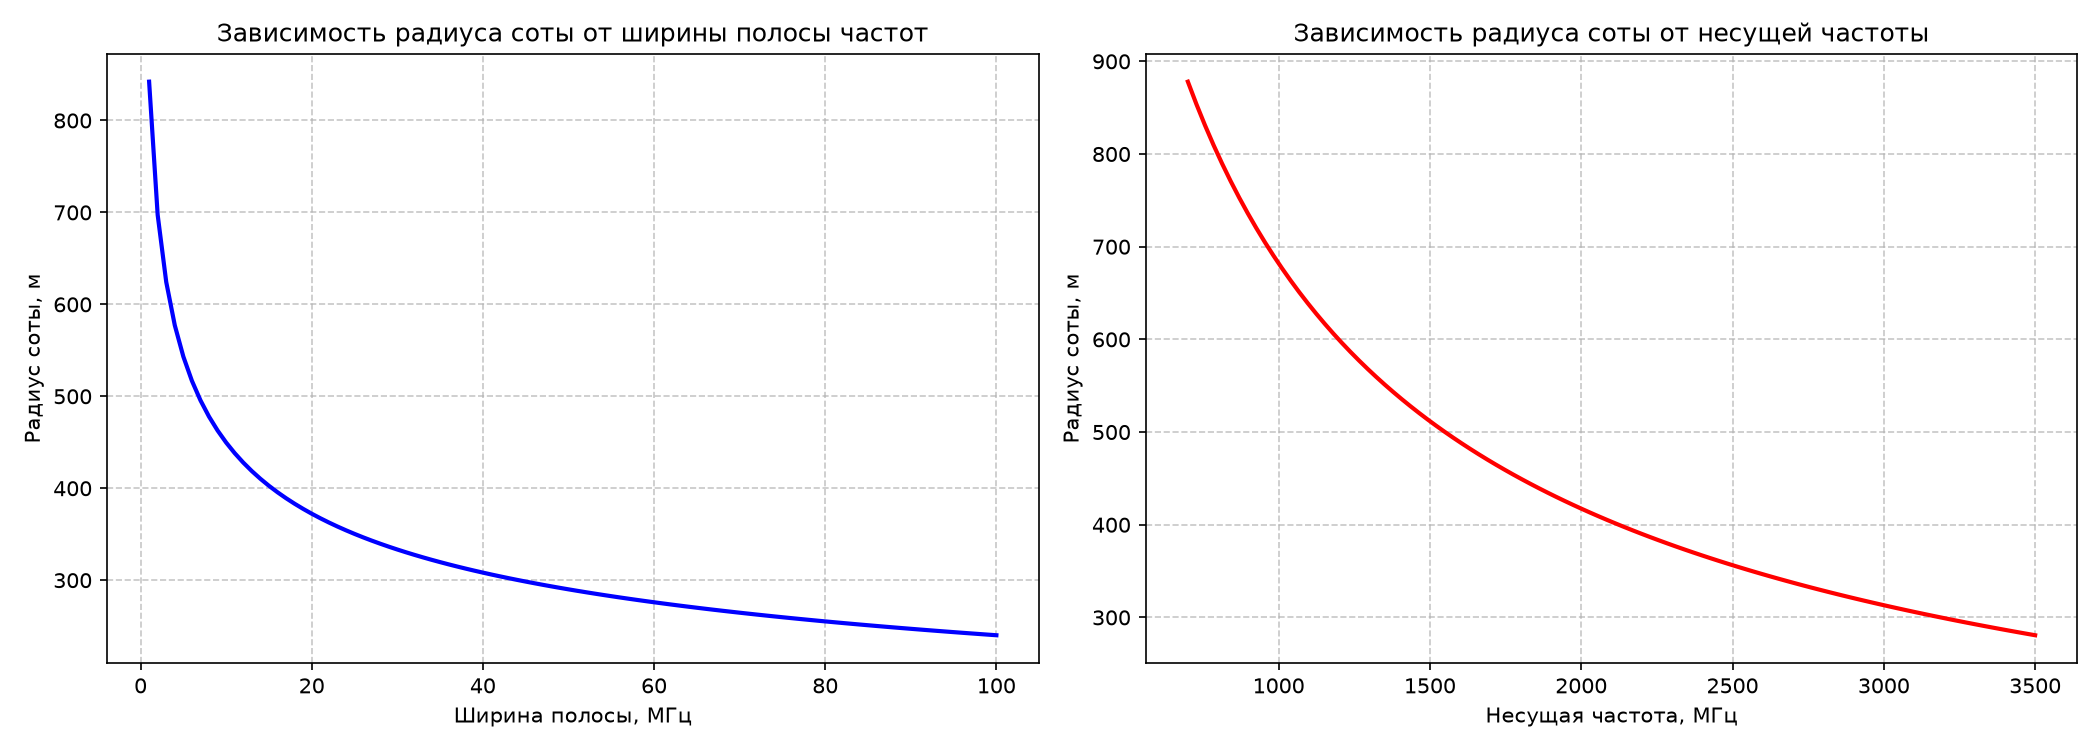 Зависимость радиуса соты от ширины полосы частот
Радиус соты, м
800
700
600
500
400
300
0 20 40 60 80 100
Ширина полосы, МГц
Зависимость радиуса соты от несущей частоты
Радиус соты, м
900
800
700
600
500
400
300
1000 1500 2000 2500 3000 3500
Несущая частота, МГц